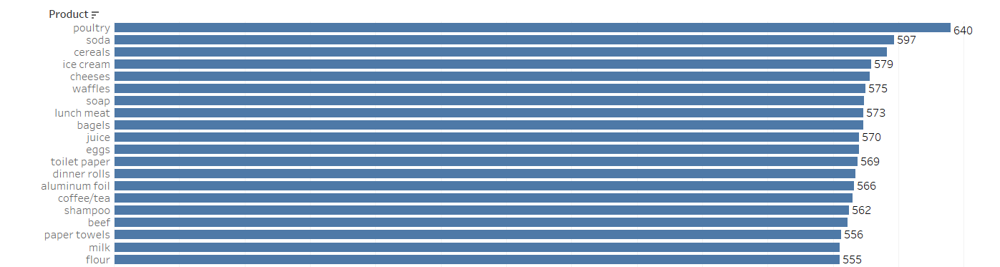 Product
poultry 640
soda 597
cereals
ice cream 579
cheeses
waffles 575
soap
lunch meat 573
bagels
juice 570
eggs
toilet paper 569
dinner rolls
aluminum foil 566
coffee/tea
shampoo 562
beef
paper towels 556
milk
flour 555